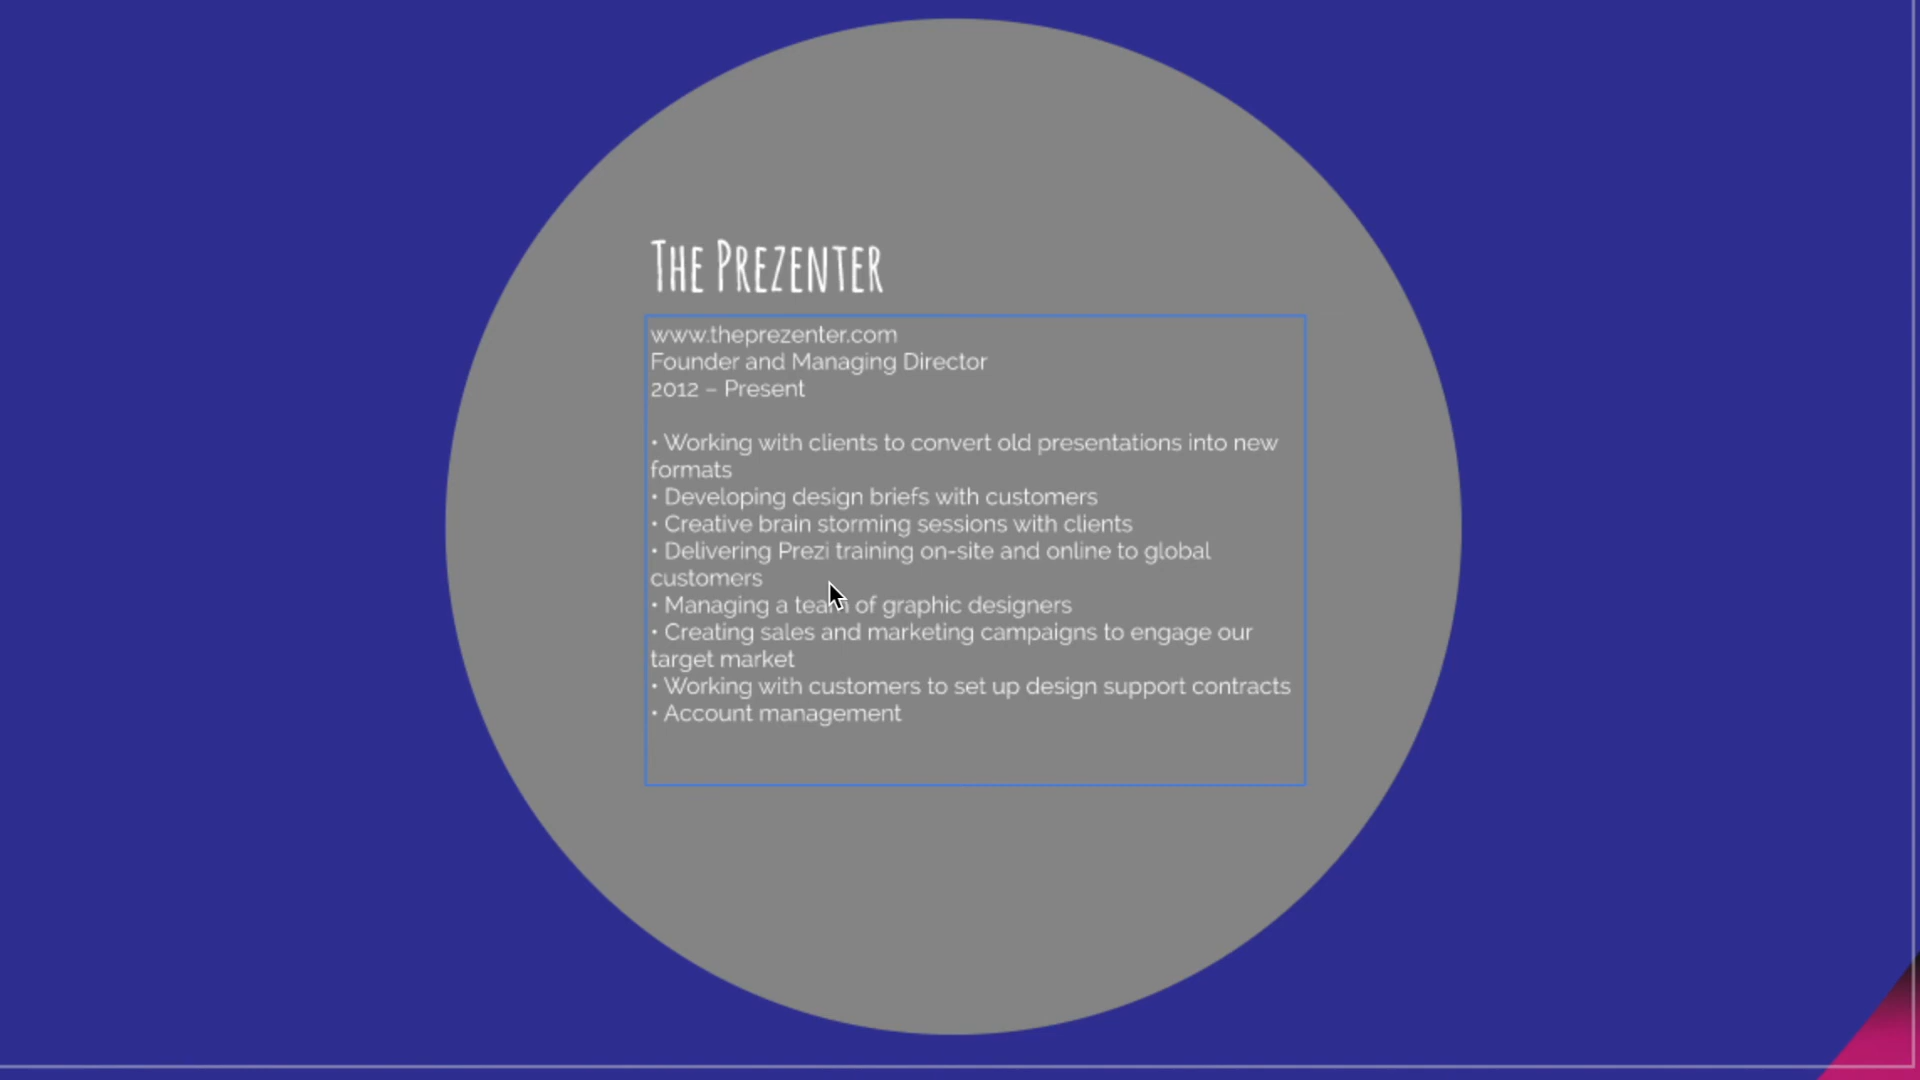 The Prezenter
www.theprezenter.com
Founder and Managing Director
2012 – Present
• Working with clients to convert old presentations into new
formats
• Developing design briefs with customers
• Creative brain storming sessions with clients
• Delivering Prezi training on-site and online to global
customers
• Managing a team of graphic designers
• Creating sales and marketing campaigns to engage our
target market
• Working with customers to set up design support contracts
• Account management